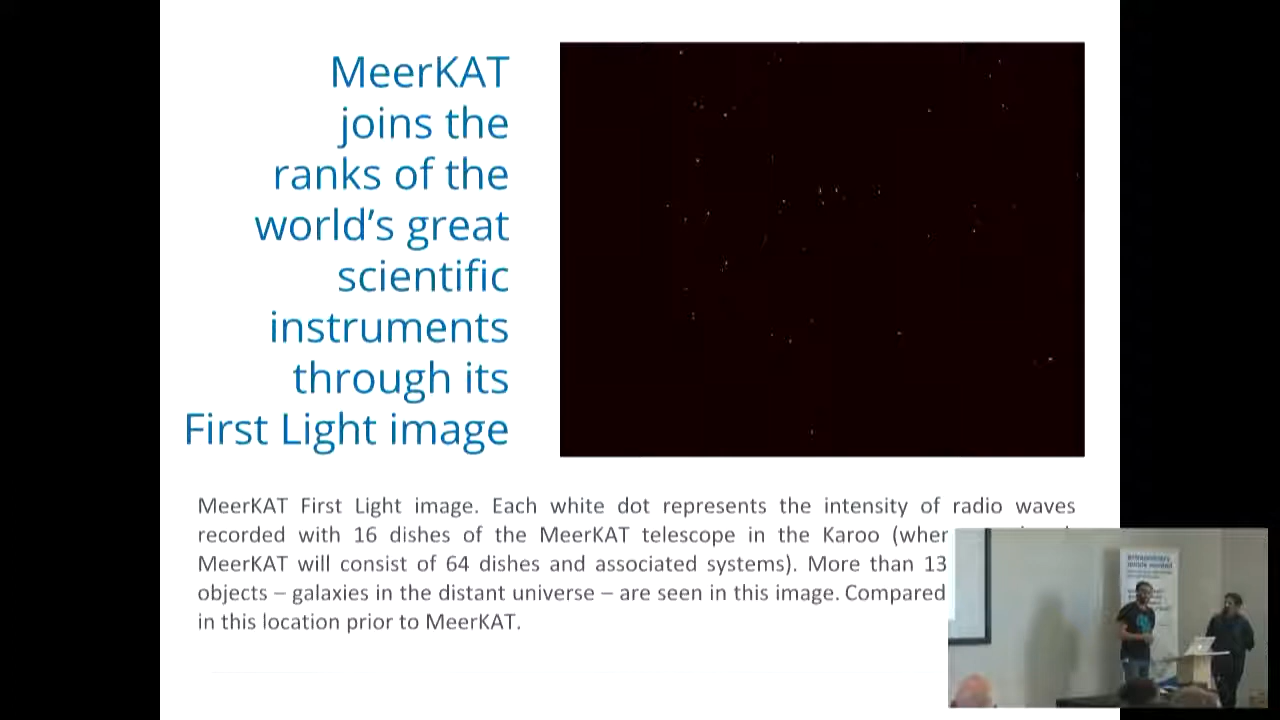 MeerKAT
joins the
ranks of the
world's great
scientific
instruments
through its
First Light image
MeerKAT First Light image. Each white dot represents the intensity of radio waves
recorded with 16 dishes of the MeerKAT telescope in the Karoo (wher
MeerKAT will consist of 64 dishes and associated systems). More than 13
objects – galaxies in the distant universe – are seen in this image. Compared
in this location prior to MeerKAT.